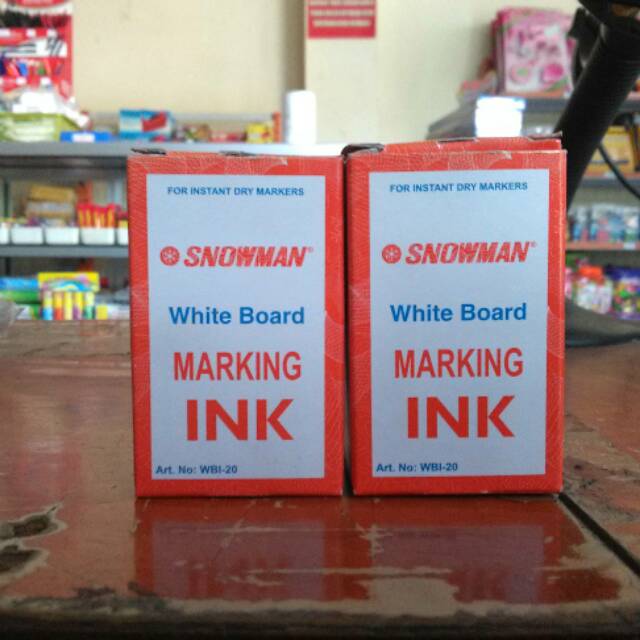 FOR INSTANT DRY MARKERS
SNOWMAN®
White Board
MARKING
INK
Art. No: WBI-20
FOR INSTANT DRY MARKERS
SNOWMAN®
White Board
MARKING
INK
Art. No: WBI-20